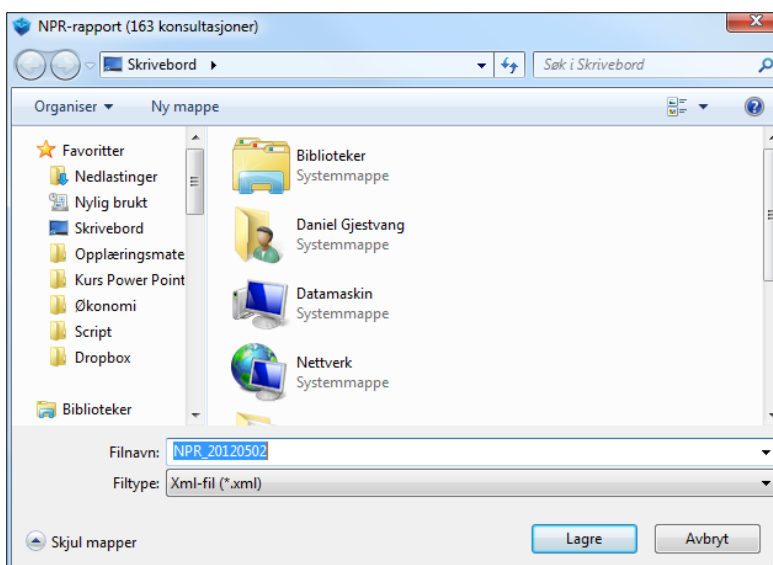 NPR-rapport (163 konsultasjoner)
Skrivebord
Søk i Skrivebord
Organiser
Ny mappe
Favoritter
Nedlastinger
Nylig brukt
Skrivebord
Opplæringsmate
Kurs Power Point
Økonomi
Script
Dropbox
Biblioteker
Biblioteker
Systemmappe
Daniel Gjestvang
Systemmappe
Datamaskin
Systemmappe
Nettverk
Systemmappe
Filnavn: NPR_20120502
Filtype: Xml-fil (*.xml)
Skjul mapper
Lagre
Avbryt